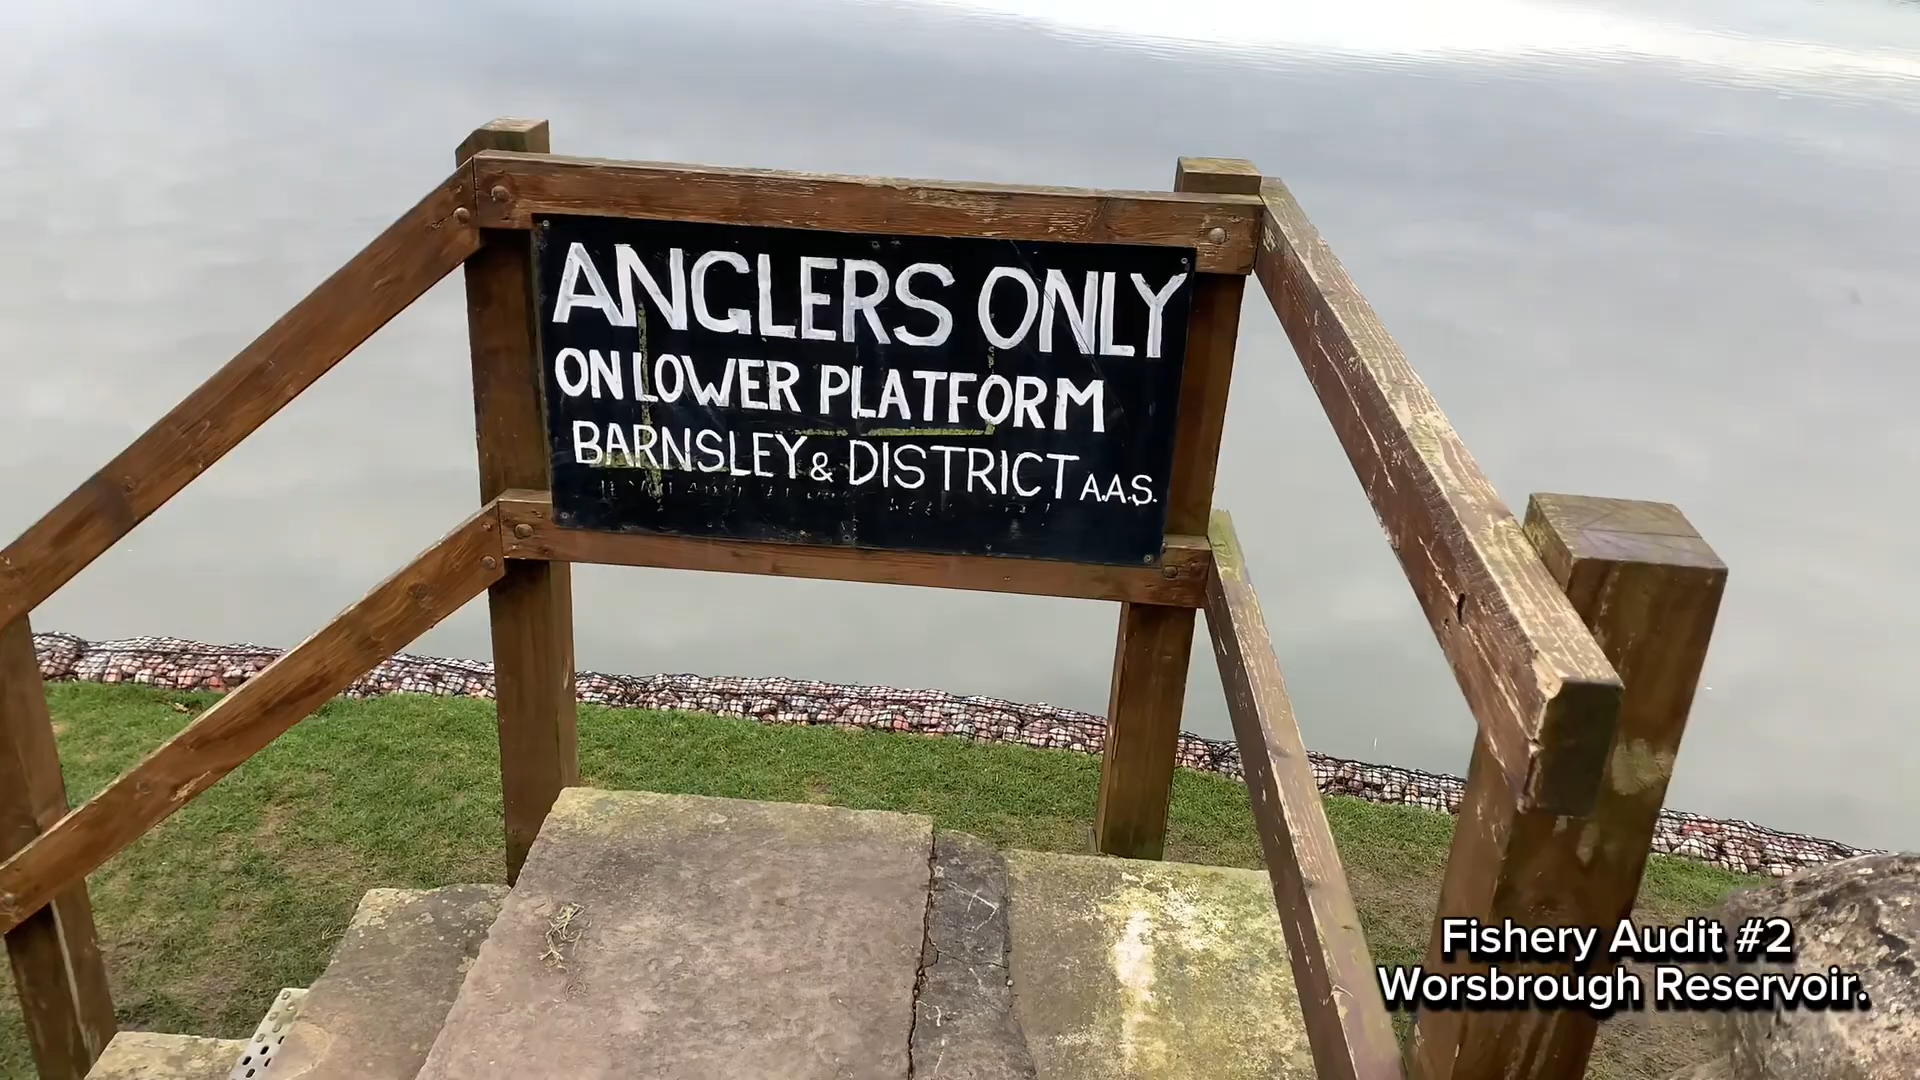 ANGLERS ONLY
ON LOWER PLATFORM
BARNSLEY & DISTRICT A.A.S.
Fishery Audit #2
Worsbrough Reservoir.